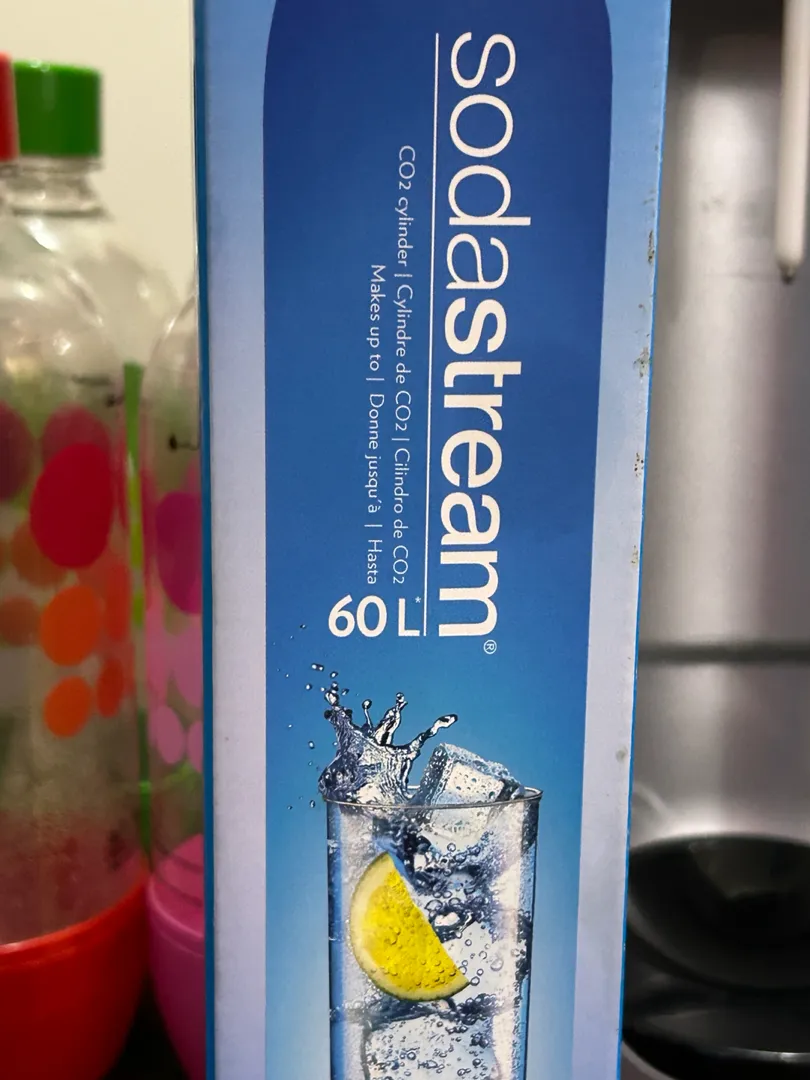 sodastream®
CO2 cylinder | Cylindre de CO2 | Cilindro de CO2
Makes up to | Donne jusqu'à | Hasta
60 L*